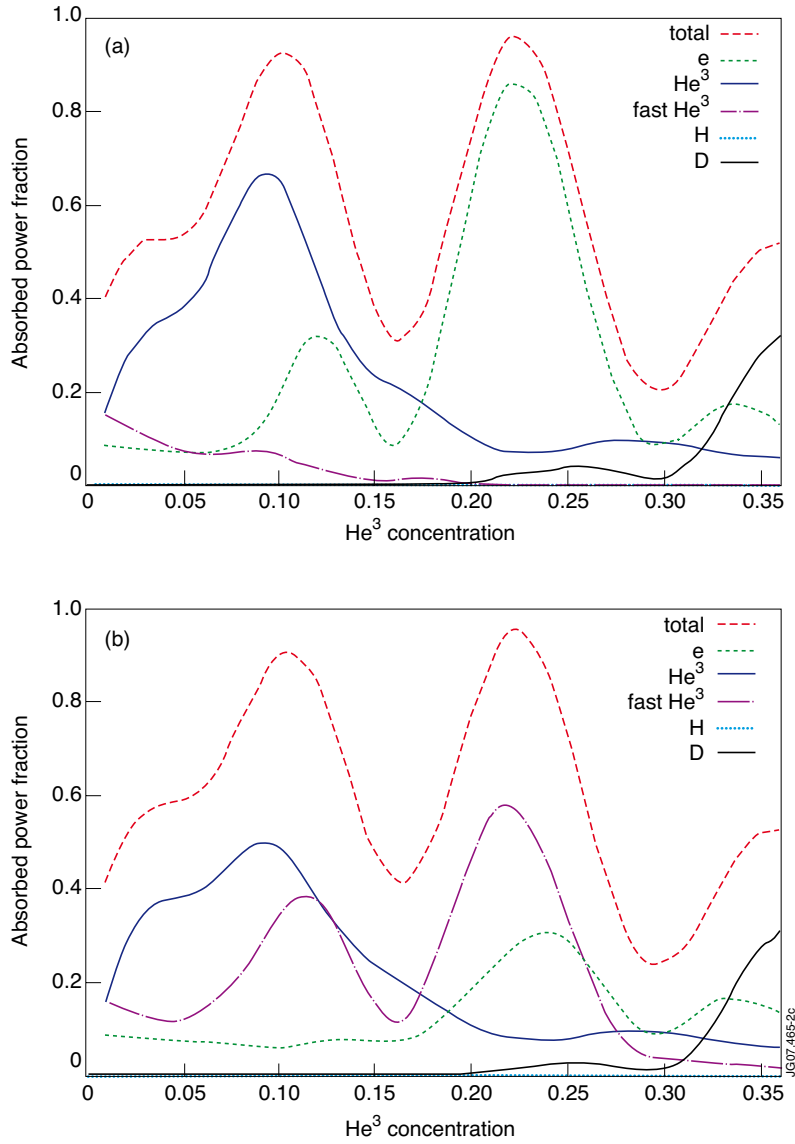 1.0
(a)
total
e
He³
fast He³
H
D
0.8
0.6
0.4
0.2
0
Absorbed power fraction
0 0.05 0.10 0.15 0.20 0.25 0.30 0.35
He³ concentration
1.0
(b)
total
e
He³
fast He³
H
D
0.8
0.6
0.4
0.2
0
Absorbed power fraction
0 0.05 0.10 0.15 0.20 0.25 0.30 0.35
He³ concentration
JG07.465-2c